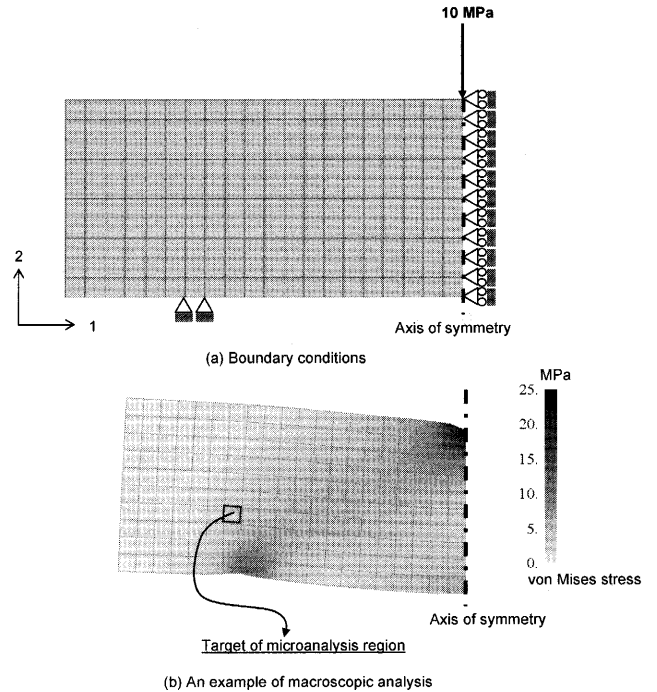 10 MPa
2
1
Axis of symmetry
(a) Boundary conditions
MPa
25.
20.
15.
10.
5.
0.
von Mises stress
Axis of symmetry
Target of microanalysis region
(b) An example of macroscopic analysis